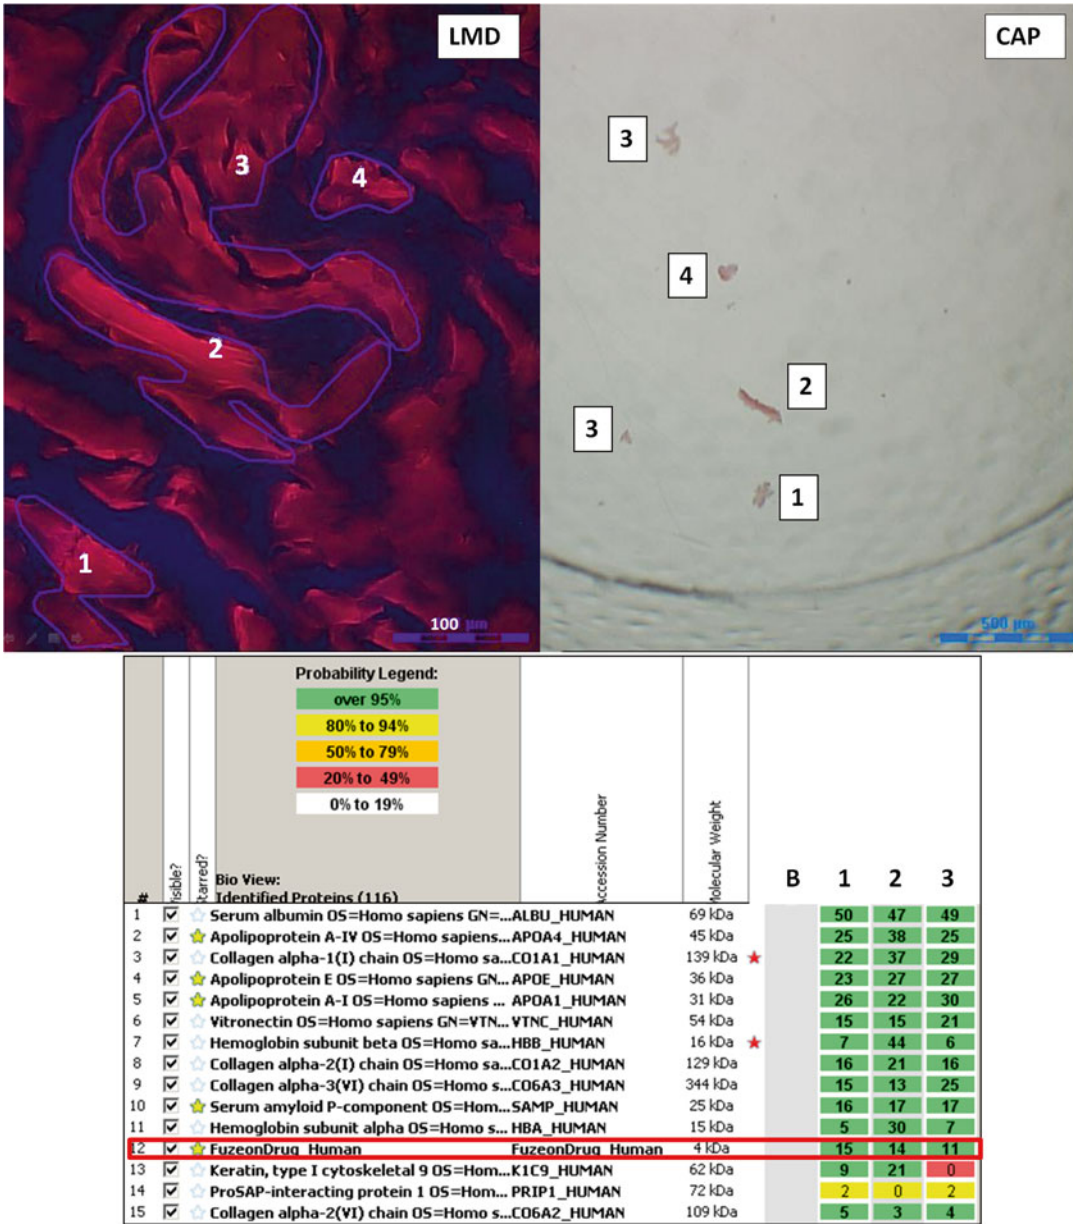 LMD
CAP
3
4
2
1
100 µm
3
4
2
3
1
500 µm
Probability Legend:
over 95%
80% to 94%
50% to 79%
20% to 49%
0% to 19%
Bio View:
# isible? tarred? Identified Proteins (116) Accession Number Molecular Weight B 1 2 3
1 Serum albumin OS=Homo sapiens GN=... ALBU_HUMAN 69 kDa 50 47 49
2 Apolipoprotein A-IV OS=Homo sapiens... APOA4_HUMAN 45 kDa 25 38 25
3 Collagen alpha-1(I) chain OS=Homo sa... CO1A1_HUMAN 139 kDa 22 37 29
4 Apolipoprotein E OS=Homo sapiens GN... APOE_HUMAN 36 kDa 23 27 27
5 Apolipoprotein A-I OS=Homo sapiens ... APOA1_HUMAN 31 kDa 26 22 30
6 Vitronectin OS=Homo sapiens GN=VTN... VTNC_HUMAN 54 kDa 15 15 21
7 Hemoglobin subunit beta OS=Homo sa... HBB_HUMAN 16 kDa 7 44 6
8 Collagen alpha-2(I) chain OS=Homo sa... CO1A2_HUMAN 129 kDa 16 21 16
9 Collagen alpha-3(VI) chain OS=Homo s... CO6A3_HUMAN 344 kDa 15 13 25
10 Serum amyloid P-component OS=Hom... SAMP_HUMAN 25 kDa 16 17 17
11 Hemoglobin subunit alpha OS=Homo s... HBA_HUMAN 15 kDa 5 30 7
12 FuzeonDrug_Human FuzeonDrug_Human 4 kDa 15 14 11
13 Keratin, type I cytoskeletal 9 OS=Hom... K1C9_HUMAN 62 kDa 9 21 0
14 ProSAP-interacting protein 1 OS=Hom... PRIP1_HUMAN 72 kDa 2 0 2
15 Collagen alpha-2(VI) chain OS=Homo s... CO6A2_HUMAN 109 kDa 5 3 4